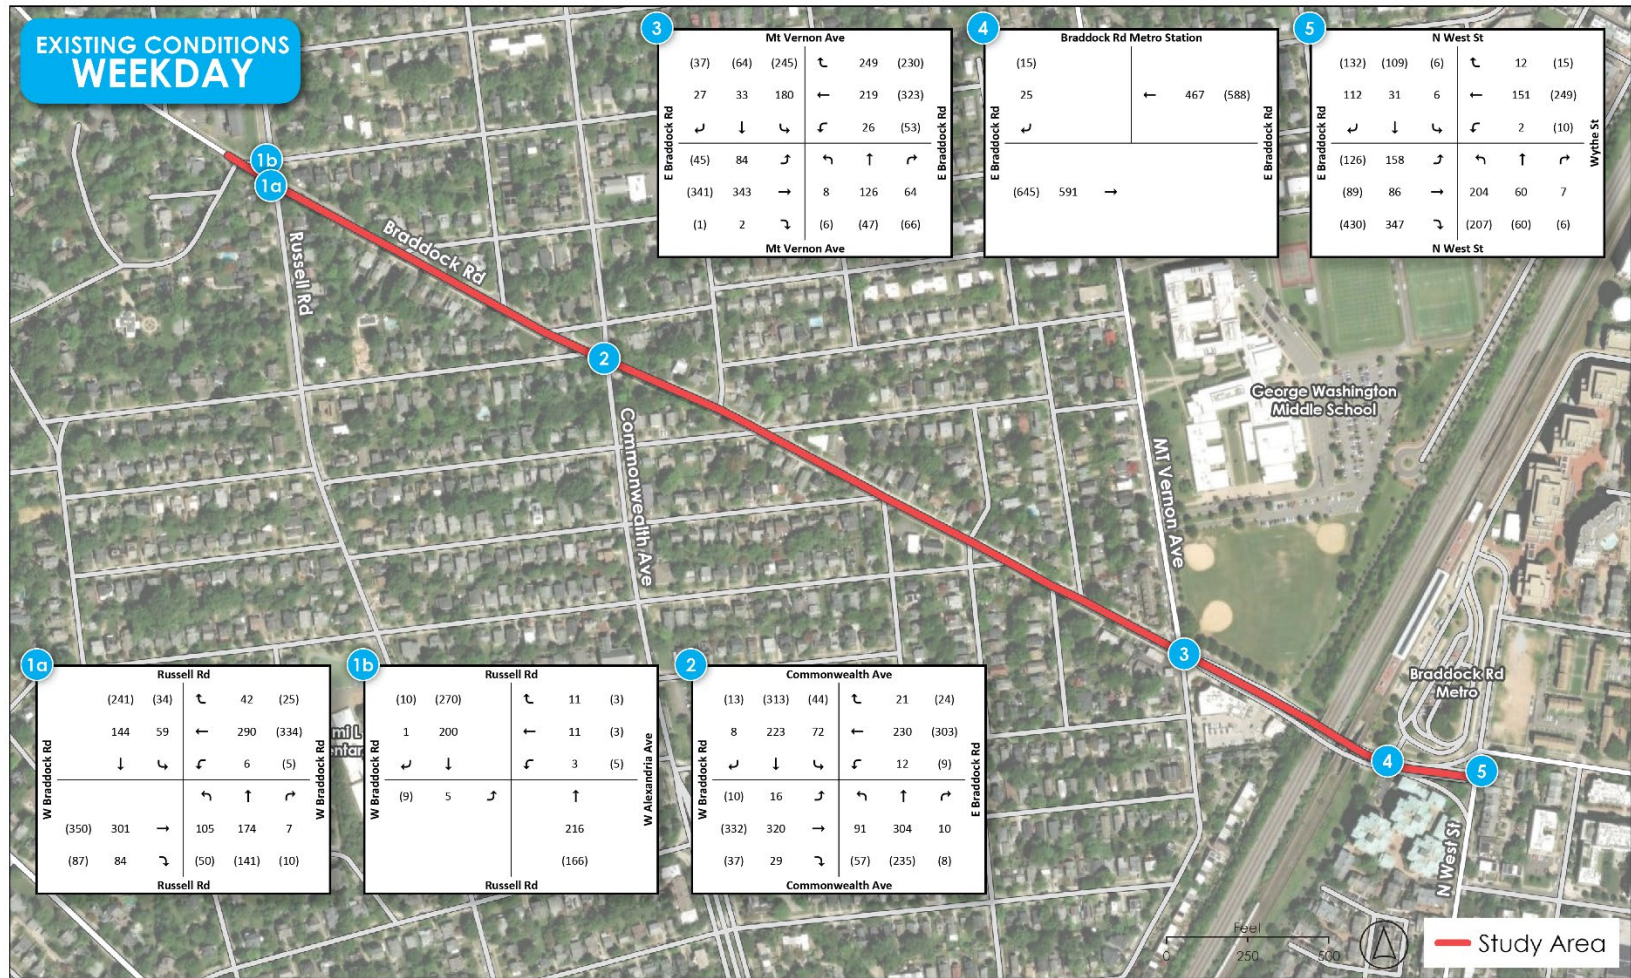 EXISTING CONDITIONS
WEEKDAY
3
Mt Vernon Ave
(37) (64) (245) 249 (230)
27 33 180 ← 219 (323)
↓ 26 (53)
E Braddock Rd
E Braddock Rd
(45) 84 ↑
(341) 343 → 8 126 64
(1) 2 (6) (47) (66)
Mt Vernon Ave
4
Braddock Rd Metro Station
(15)
25 ← 467 (588)
E Braddock Rd
E Braddock Rd
(645) 591 →
5
N West St
(132) (109) (6) 12 (15)
112 31 6 ← 151 (249)
↓ 2 (10)
E Braddock Rd
Wythe St
(126) 158 ↑
(89) 86 → 204 60 7
(430) 347 (207) (60) (6)
N West St
1b
1a
Russell Rd
Braddock Rd
2
Commonwealth Ave
George Washington
Middle School
MT Vernon Ave
3
Braddock Rd
Metro
4
5
N West St
1a
Russell Rd
(241) (34) 42 (25)
144 59 ← 290 (334)
↓ 6 (5)
W Braddock Rd
W Braddock Rd
↑
(350) 301 → 105 174 7
(87) 84 (50) (141) (10)
Russell Rd
1b
Russell Rd
(10) (270) 11 (3)
1 200 ← 11 (3)
↓ 3 (5)
W Braddock Rd
W Alexandria Ave
(9) 5 ↑
216
(166)
Russell Rd
2
Commonwealth Ave
(13) (313) (44) 21 (24)
8 223 72 ← 230 (303)
↓ 12 (9)
W Braddock Rd
E Braddock Rd
(10) 16 ↑
(332) 320 → 91 304 10
(37) 29 (57) (235) (8)
Commonwealth Ave
Feet
0 250 500
Study Area